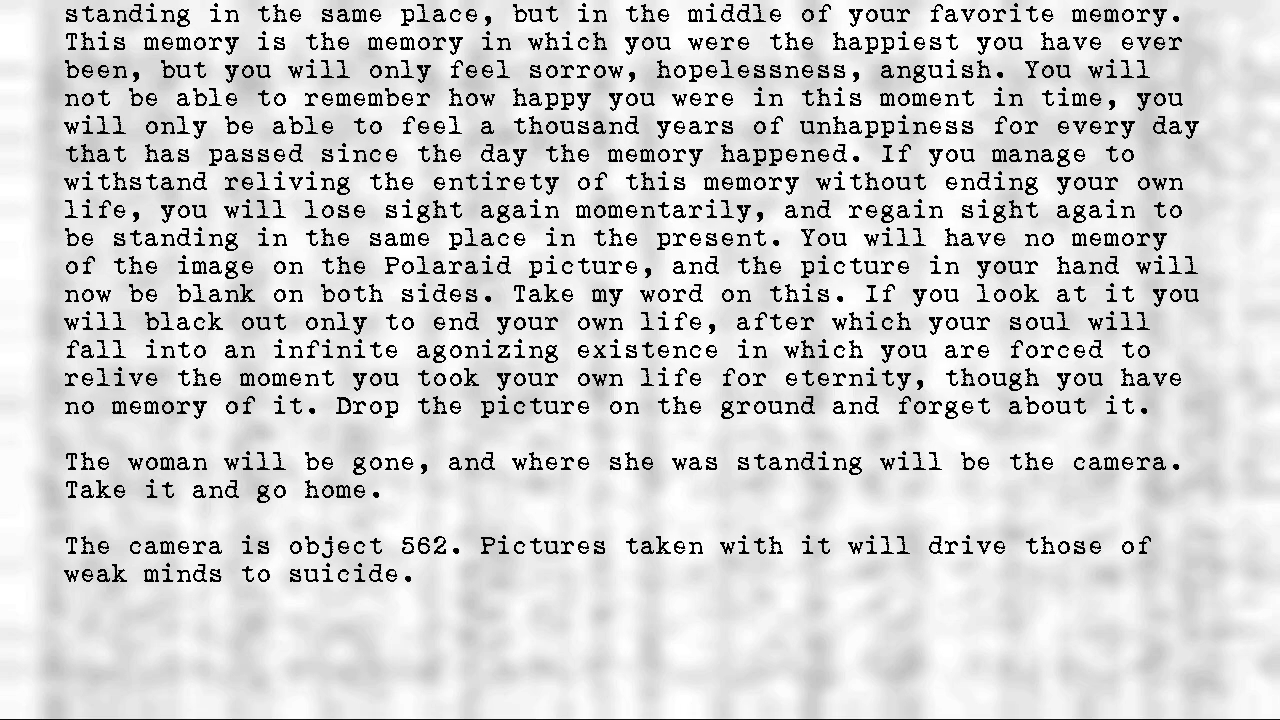 standing in the same place, but in the middle of your favorite memory.
This memory is the memory in which you were the happiest you have ever
been, but you will only feel sorrow, hopelessness, anguish. You will
not be able to remember how happy you were in this moment in time, you
will only be able to feel a thousand years of unhappiness for every day
that has passed since the day the memory happened. If you manage to
withstand reliving the entirety of this memory without ending your own
life, you will lose sight again momentarily, and regain sight again to
be standing in the same place in the present. You will have no memory
of the image on the Polaraid picture, and the picture in your hand will
now be blank on both sides. Take my word on this. If you look at it you
will black out only to end your own life, after which your soul will
fall into an infinite agonizing existence in which you are forced to
relive the moment you took your own life for eternity, though you have
no memory of it. Drop the picture on the ground and forget about it.
The woman will be gone, and where she was standing will be the camera.
Take it and go home.
The camera is object 562. Pictures taken with it will drive those of
weak minds to suicide.